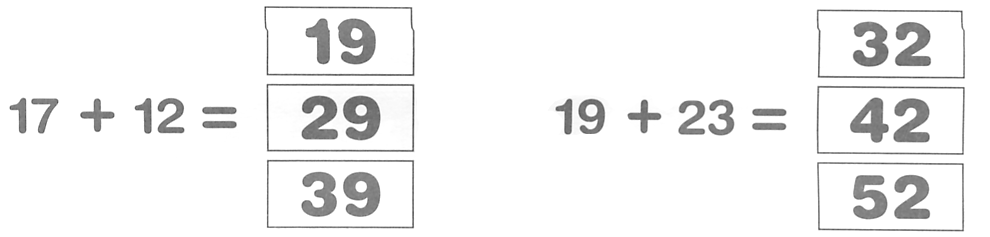 19
17 + 12 = 29
39
32
19 + 23 = 42
52